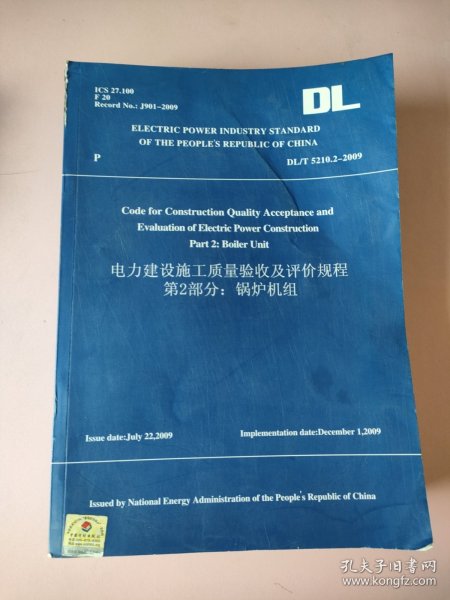 ICS 27.100
F 20
Record No.: J901-2009
DL
ELECTRIC POWER INDUSTRY STANDARD
OF THE PEOPLE'S REPUBLIC OF CHINA
P
DL/T 5210.2-2009
Code for Construction Quality Acceptance and
Evaluation of Electric Power Construction
Part 2: Boiler Unit
电力建设施工质量验收及评价规程
第2部分：锅炉机组
Issue date:July 22,2009
Implementation date:December 1,2009
Issued by National Energy Administration of the People's Republic of China
孔夫子旧书网
www.kongfz.com